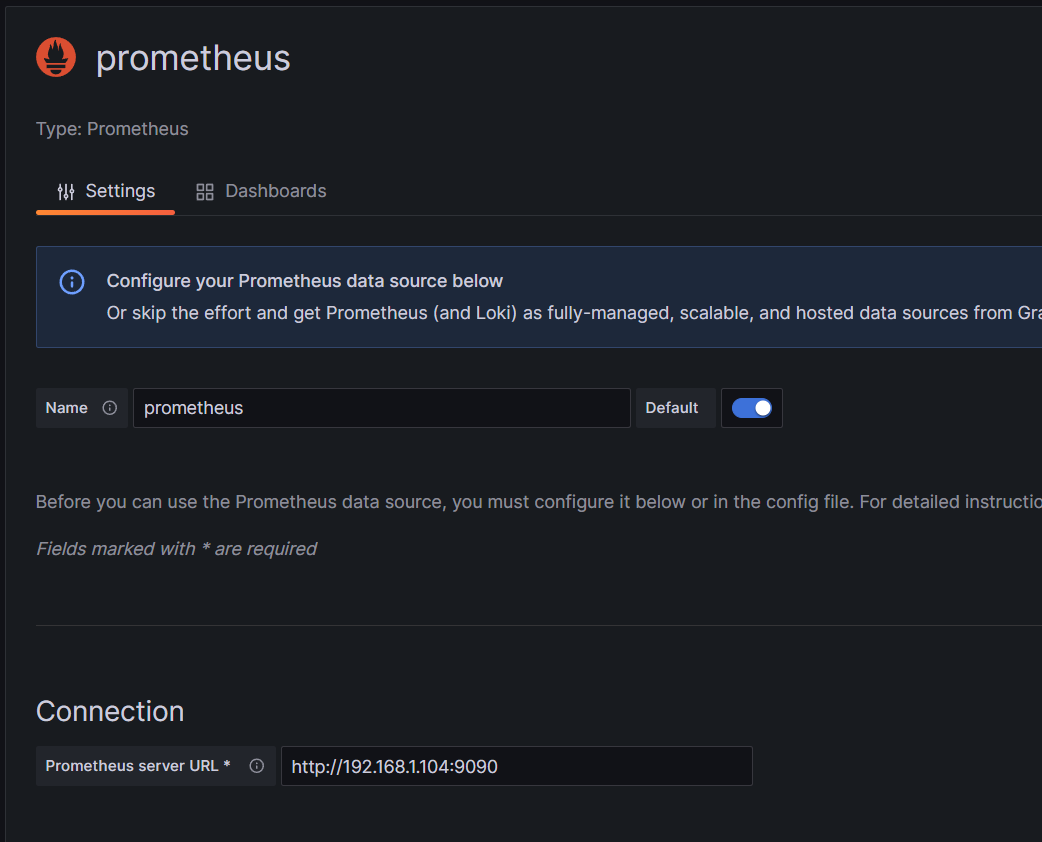 prometheus
Type: Prometheus
Settings
Dashboards
Configure your Prometheus data source below
Or skip the effort and get Prometheus (and Loki) as fully-managed, scalable, and hosted data sources from Gra
Name
prometheus
Default
Before you can use the Prometheus data source, you must configure it below or in the config file. For detailed instructio
Fields marked with * are required
Connection
Prometheus server URL *
http://192.168.1.104:9090